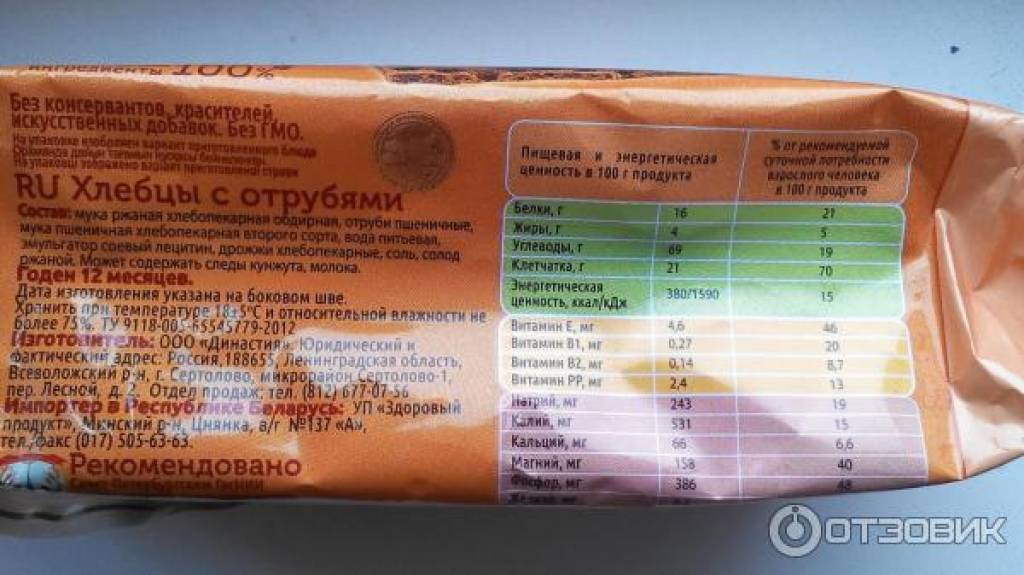 ИНГРЕДИЕНТЫ 100%
Без консервантов, красителей,
искусственных добавок. Без ГМО.
На упаковке изображен вариант приготовленного блюда
RU Хлебцы с отрубями
Состав: мука ржаная хлебопекарная обдирная, отруби пшеничные,
мука пшеничная хлебопекарная второго сорта, вода питьевая,
эмульгатор соевый лецитин, дрожжи хлебопекарные, соль, солод
ржаной. Может содержать следы кунжута, молока.
Годен 12 месяцев.
Дата изготовления указана на боковом шве.
Хранить при температуре 18±5°С и относительной влажности не
более 75%. ТУ 9118-005-65545779-2012
Изготовитель: ООО «Династия». Юридический и
фактический адрес: Россия,188655, Ленинградская область,
Всеволожский р-н, г. Сертолово, микрорайон Сертолово-1,
пер. Лесной, д. 2. Отдел продаж: тел. (812) 677-07-56
Импортер в Республике Беларусь: УП «Здоровый
продукт», Минский р-н, Цнянка, в/г №137 «А»,
тел./факс (017) 505-63-63.
Рекомендовано
Пищевая и энергетическая
ценность в 100 г продукта
% от рекомендуемой
суточной потребности
взрослого человека
в 100 г продукта
Белки, г 16 21
Жиры, г 4 5
Углеводы, г 69 19
Клетчатка, г 21 70
Энергетическая
ценность, ккал/кДж 380/1590 15
Витамин Е, мг 4,6 46
Витамин В1, мг 0,27 20
Витамин В2, мг 0,14 8,7
Витамин РР, мг 2,4 13
Натрий, мг 243 19
Калий, мг 531 15
Кальций, мг 66 6,6
Магний, мг 158 40
Фосфор, мг 386 48
ОТЗОВИК